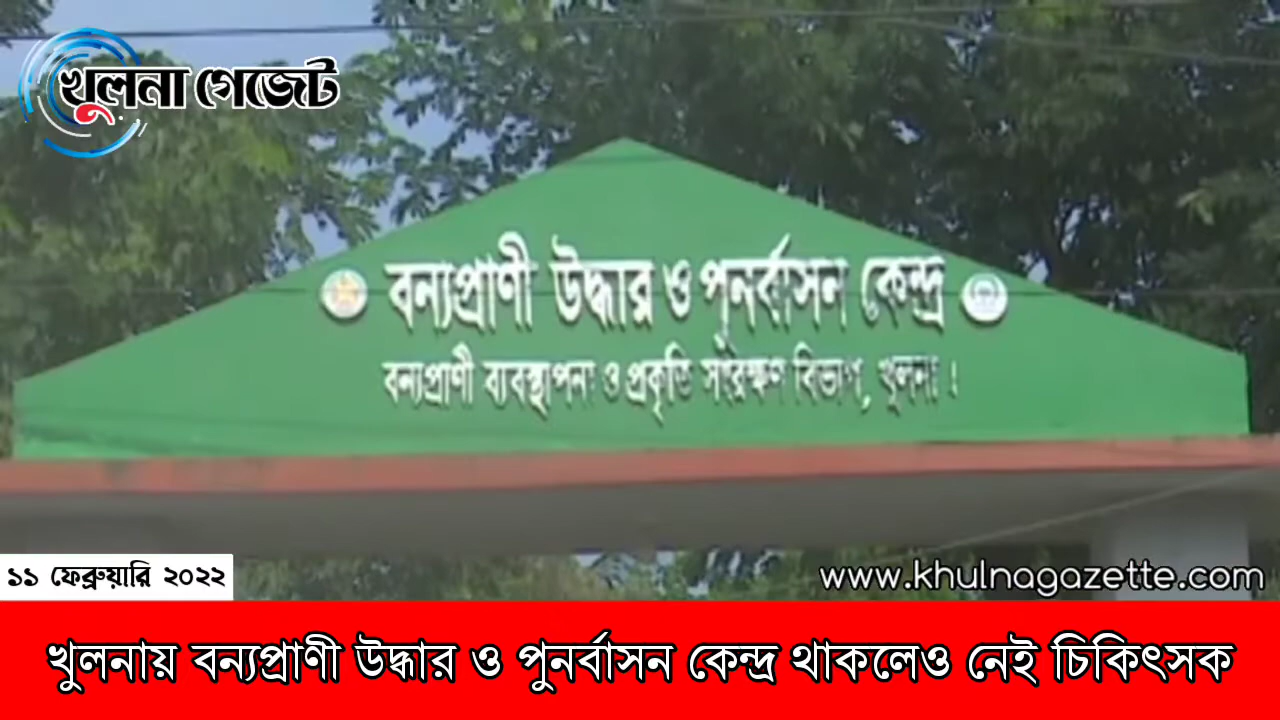 খুলনা গেজেট
বন্যপ্রাণী উদ্ধার ও পুনর্বাসন কেন্দ্র
বন্যপ্রাণী ব্যবস্থাপনা ও প্রকৃতি সংরক্ষণ বিভাগ, খুলনা।
১১ ফেব্রুয়ারি ২০২২
www.khulnagazette.com
খুলনায় বন্যপ্রাণী উদ্ধার ও পুনর্বাসন কেন্দ্র থাকলেও নেই চিকিৎসক